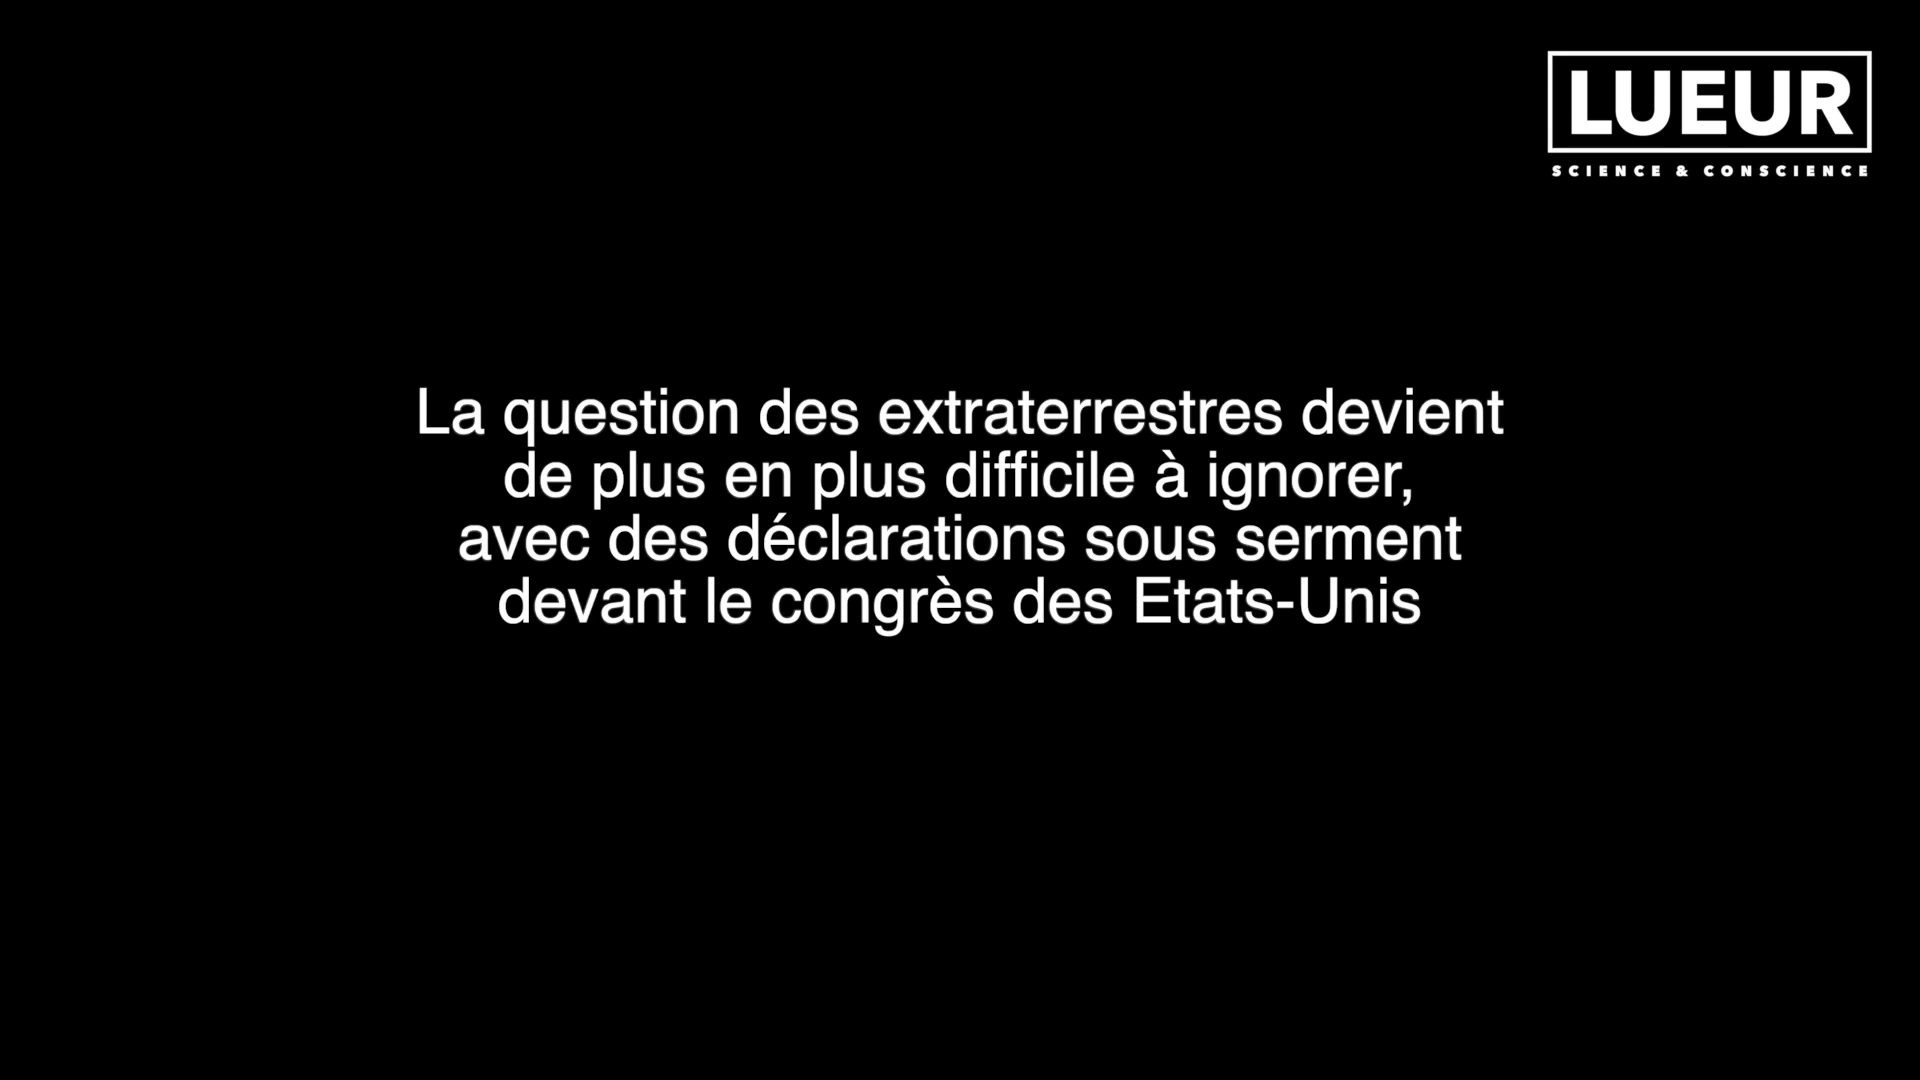 LUEUR
SCIENCE & CONSCIENCE
La question des extraterrestres devient
de plus en plus difficile à ignorer,
avec des déclarations sous serment
devant le congrès des Etats-Unis